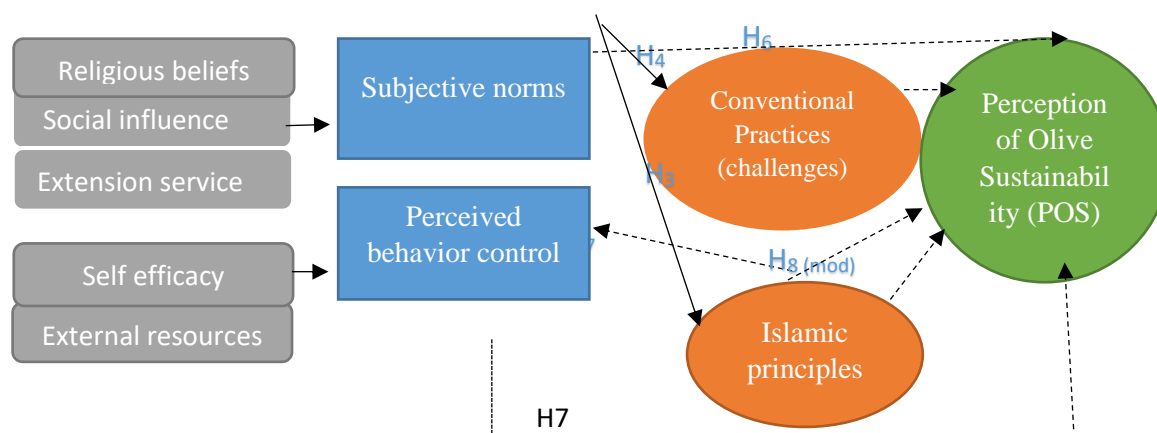 Religious beliefs
Social influence
Extension service
Self efficacy
External resources
Subjective norms
Perceived
behavior control
H4
H6
H3
Conventional
Practices
(challenges)
H8 (mod)
Islamic
principles
Perception
of Olive
Sustainabil
ity (POS)
H7